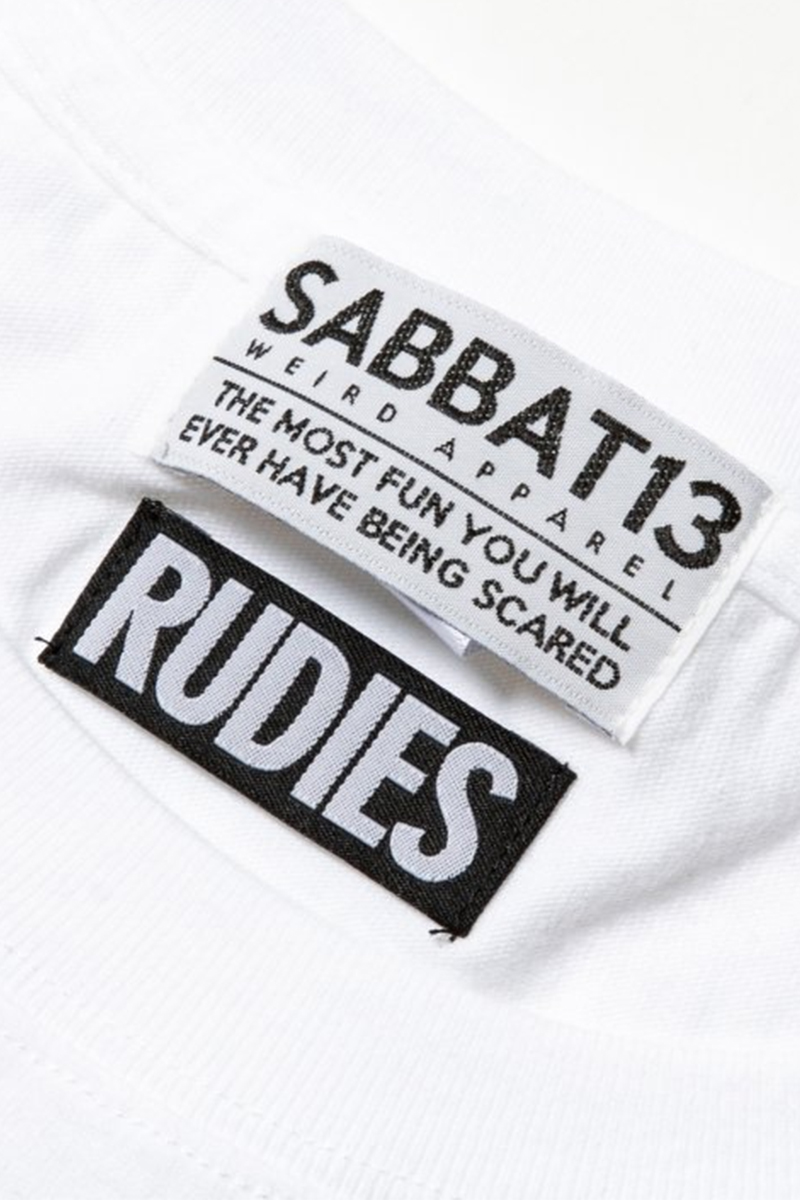 SABBAT13
WEIRD APPAREL
THE MOST FUN YOU WILL
EVER HAVE BEING SCARED
RUDIES